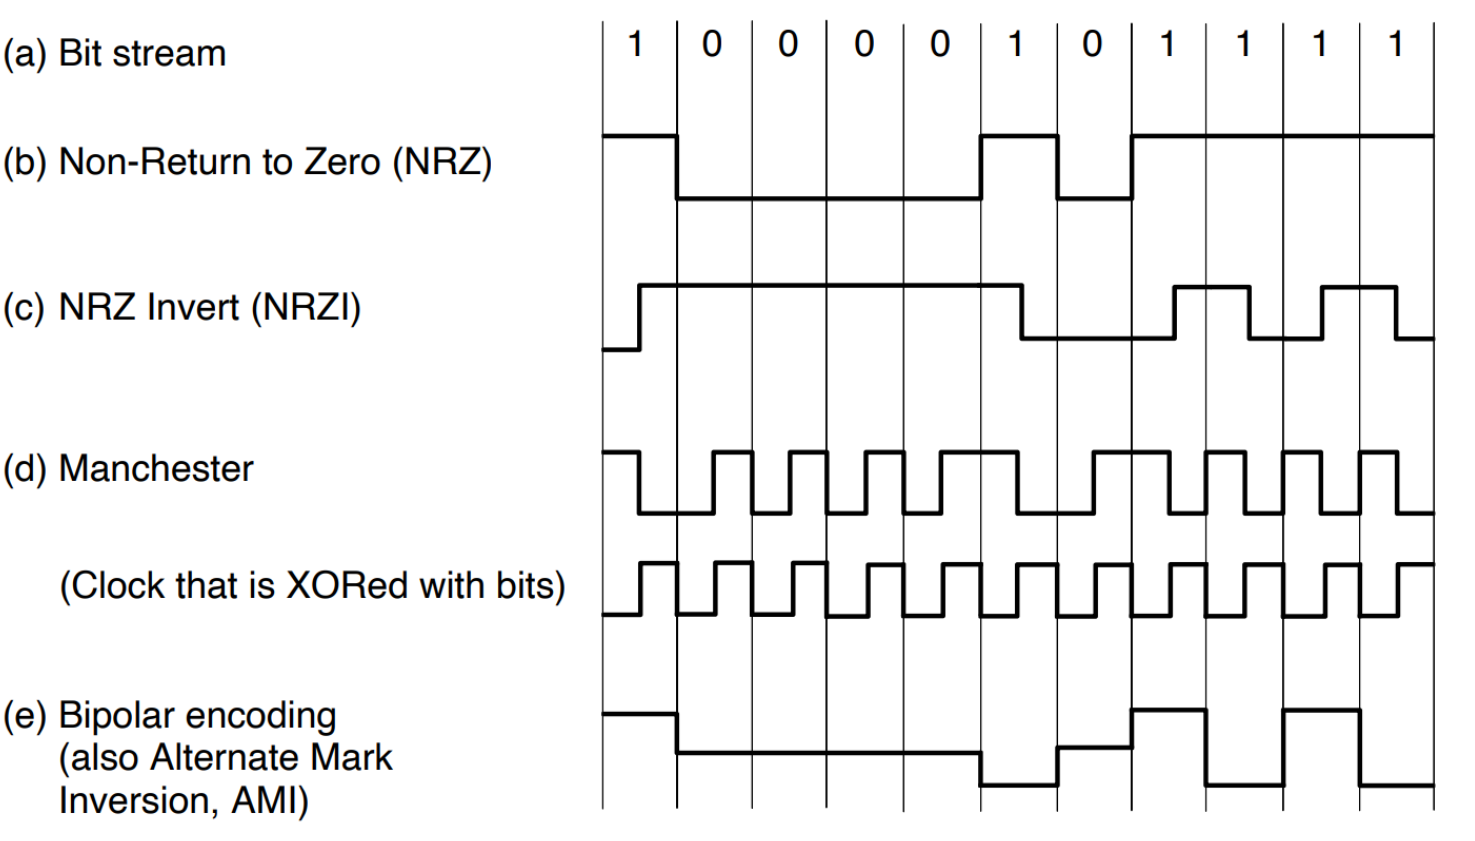 (a) Bit stream 1 0 0 0 0 1 0 1 1 1 1
(b) Non-Return to Zero (NRZ)
(c) NRZ Invert (NRZI)
(d) Manchester
(Clock that is XORed with bits)
(e) Bipolar encoding
(also Alternate Mark
Inversion, AMI)